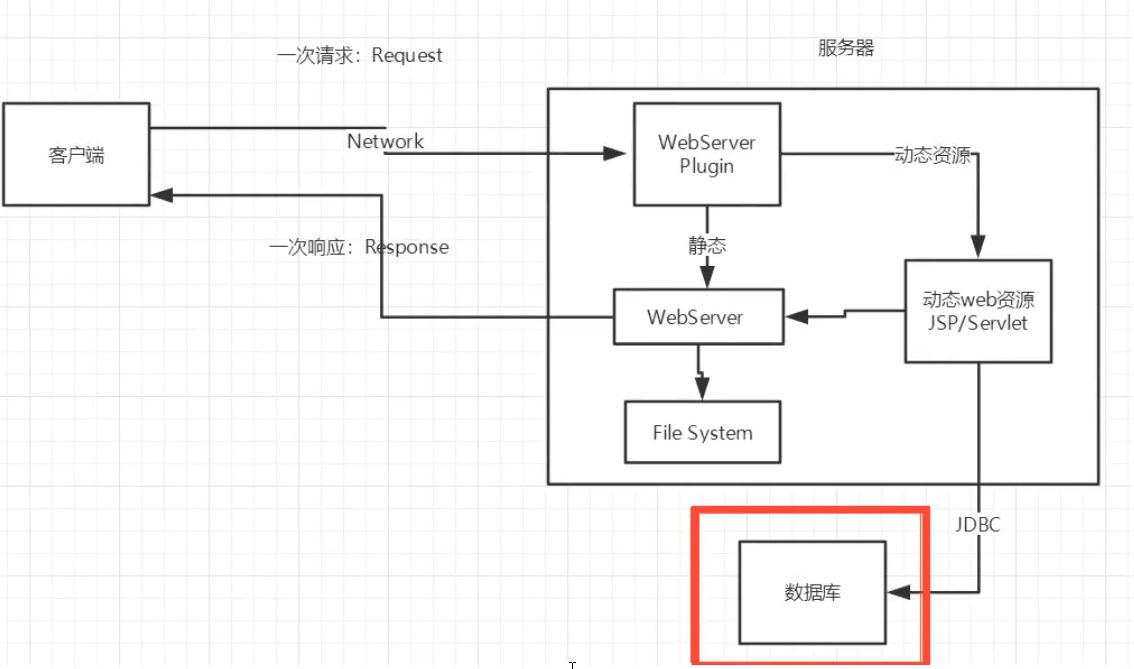 一次请求：Request
服务器
客户端
Network
WebServer
Plugin
动态资源
一次响应：Response
静态
动态web资源
JSP/Servlet
WebServer
File System
JDBC
数据库